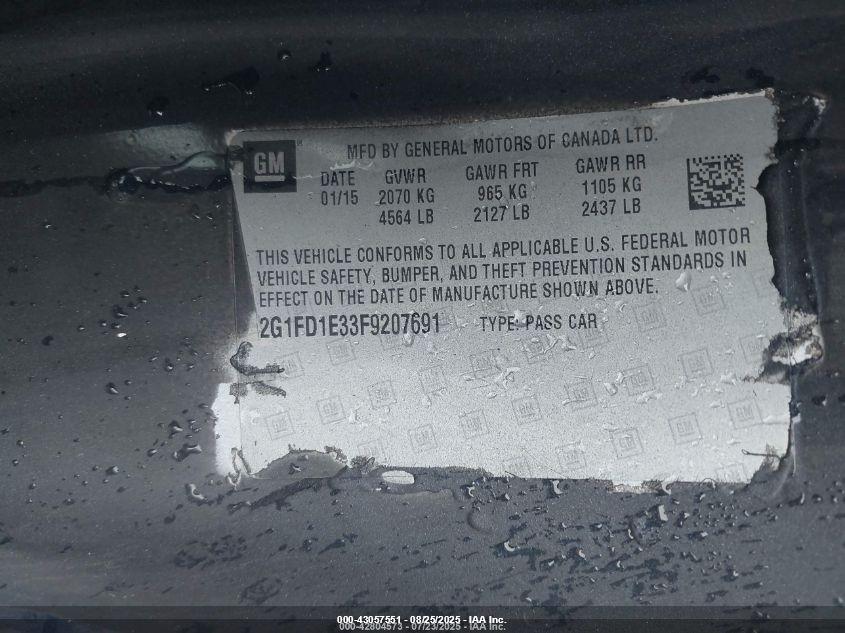 GM
MFD BY GENERAL MOTORS OF CANADA LTD.
DATE GVWR GAWR FRT GAWR RR
01/15 2070 KG 965 KG 1105 KG
4564 LB 2127 LB 2437 LB
THIS VEHICLE CONFORMS TO ALL APPLICABLE U.S. FEDERAL MOTOR
VEHICLE SAFETY, BUMPER, AND THEFT PREVENTION STANDARDS IN
EFFECT ON THE DATE OF MANUFACTURE SHOWN ABOVE.
2G1FD1E33F9207691 TYPE: PASS CAR
000-43057551 - 08/25/2025 - IAA Inc.
000-42804573 - 07/23/2025 - IAA Inc.